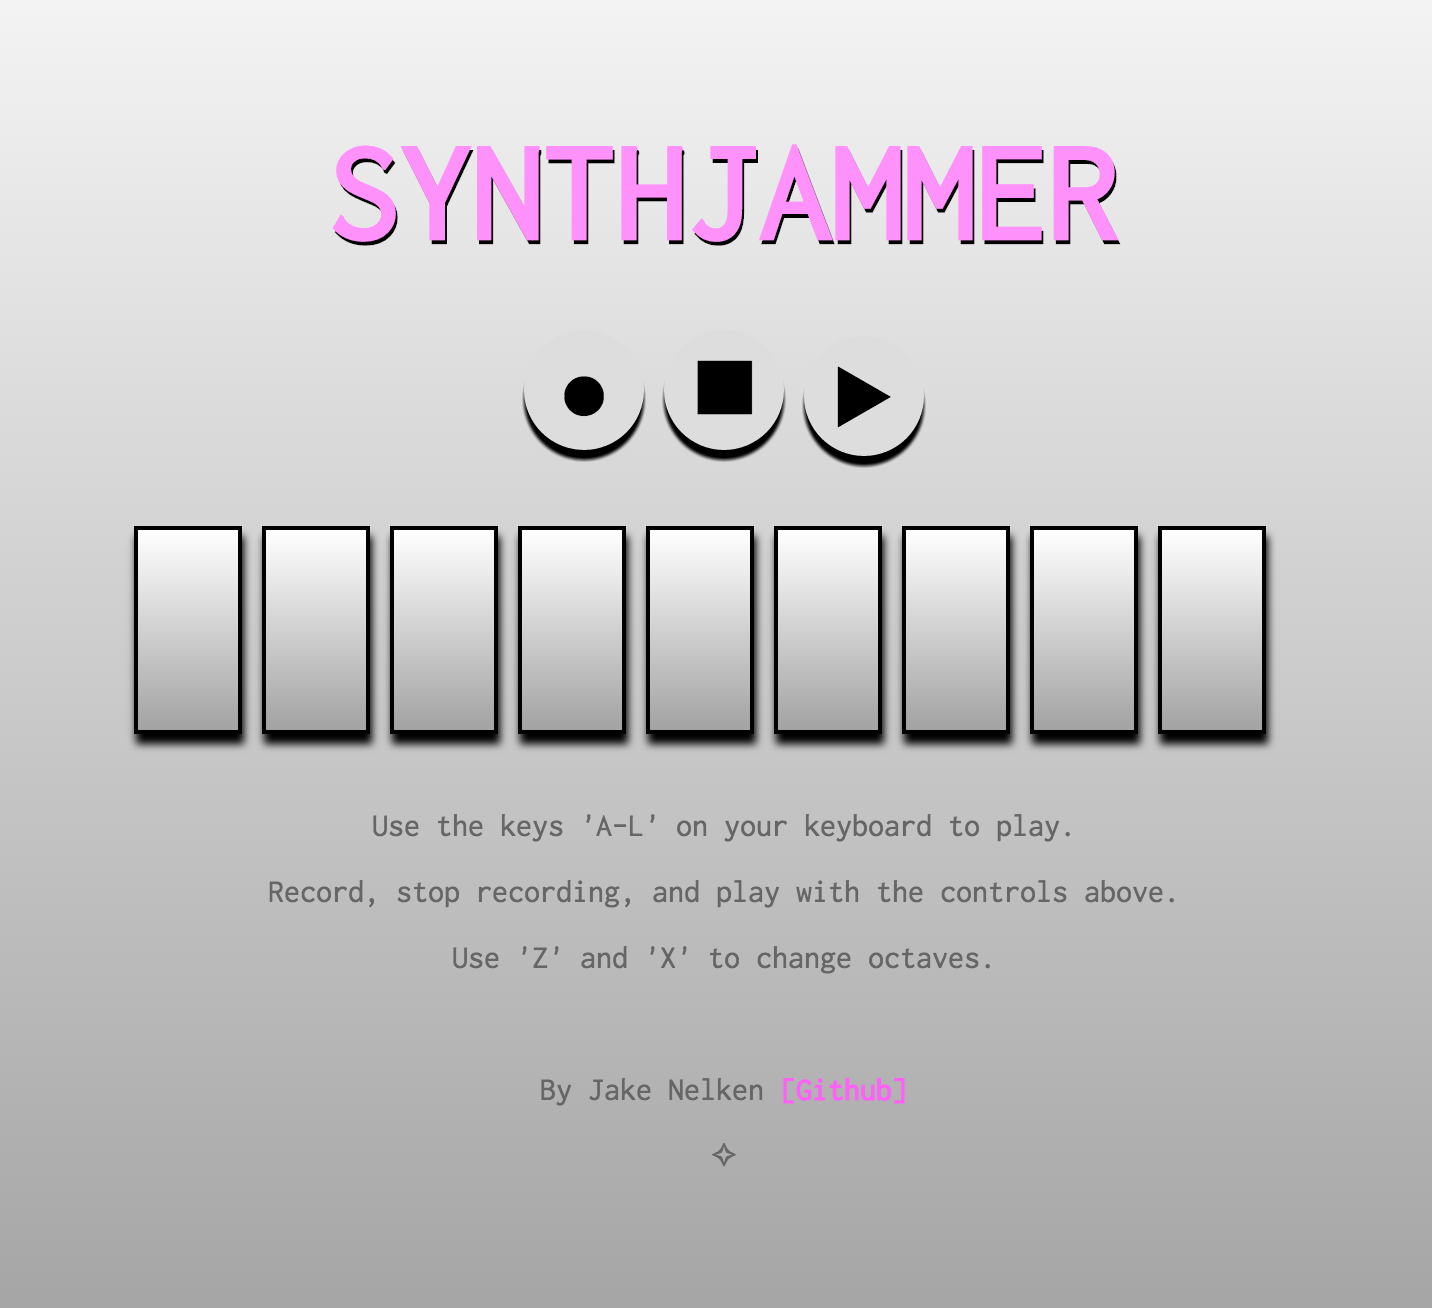 SYNTHJAMMER
Use the keys 'A-L' on your keyboard to play.
Record, stop recording, and play with the controls above.
Use 'Z' and 'X' to change octaves.
By Jake Nelken [Github]